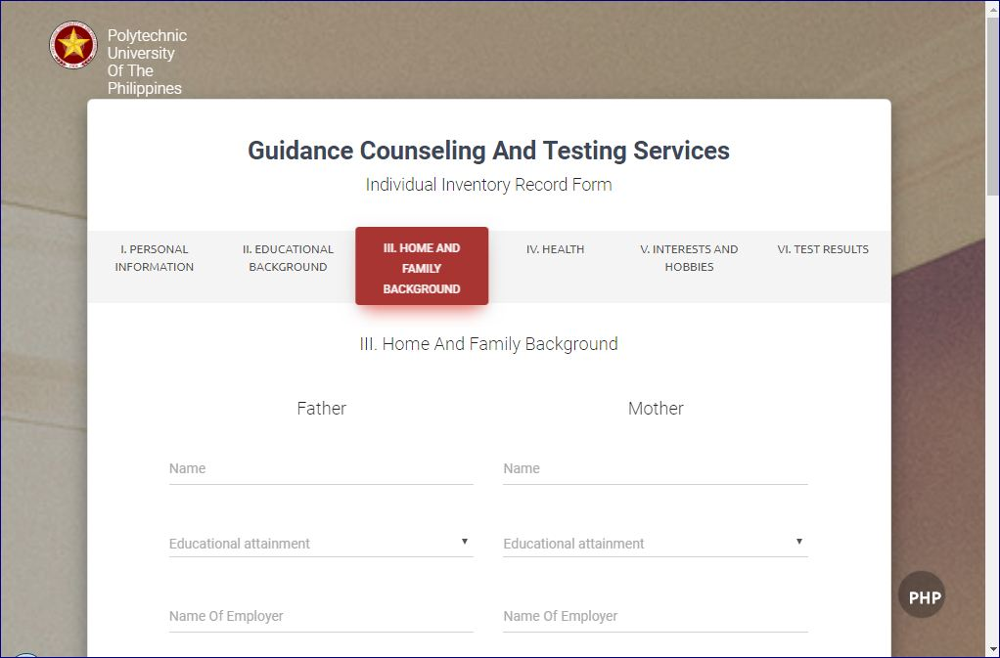 Polytechnic
University
Of The
Philippines
Guidance Counseling And Testing Services
Individual Inventory Record Form
I. PERSONAL
INFORMATION
II. EDUCATIONAL
BACKGROUND
III. HOME AND
FAMILY
BACKGROUND
IV. HEALTH
V. INTERESTS AND
HOBBIES
VI. TEST RESULTS
III. Home And Family Background
Father
Mother
Name
Name
Educational attainment
Educational attainment
Name Of Employer
Name Of Employer
PHP